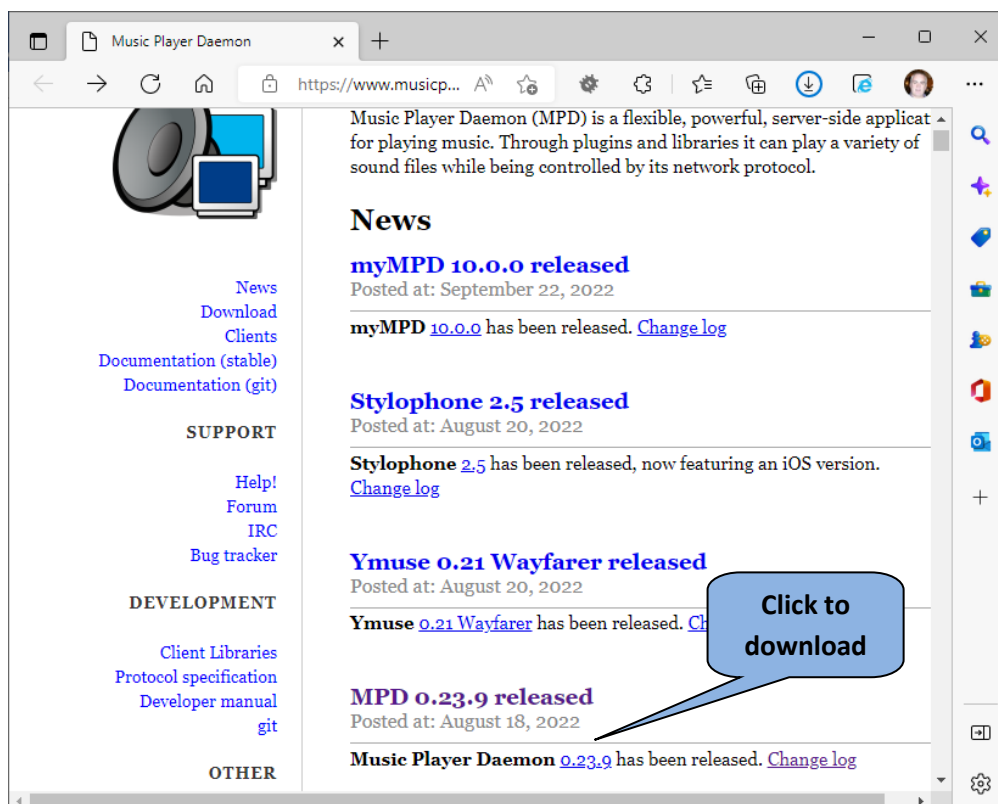 Music Player Daemon
https://www.musicp...
Music Player Daemon (MPD) is a flexible, powerful, server-side applicat
for playing music. Through plugins and libraries it can play a variety of
sound files while being controlled by its network protocol.
News
myMPD 10.0.0 released
Posted at: September 22, 2022
myMPD 10.0.0 has been released. Change log
Stylophone 2.5 released
Posted at: August 20, 2022
Stylophone 2.5 has been released, now featuring an iOS version.
Change log
Ymuse 0.21 Wayfarer released
Posted at: August 20, 2022
Ymuse 0.21 Wayfarer has been released. Ch
MPD 0.23.9 released
Posted at: August 18, 2022
Music Player Daemon 0.23.9 has been released. Change log
Click to
download
News
Download
Clients
Documentation (stable)
Documentation (git)
SUPPORT
Help!
Forum
IRC
Bug tracker
DEVELOPMENT
Client Libraries
Protocol specification
Developer manual
git
OTHER